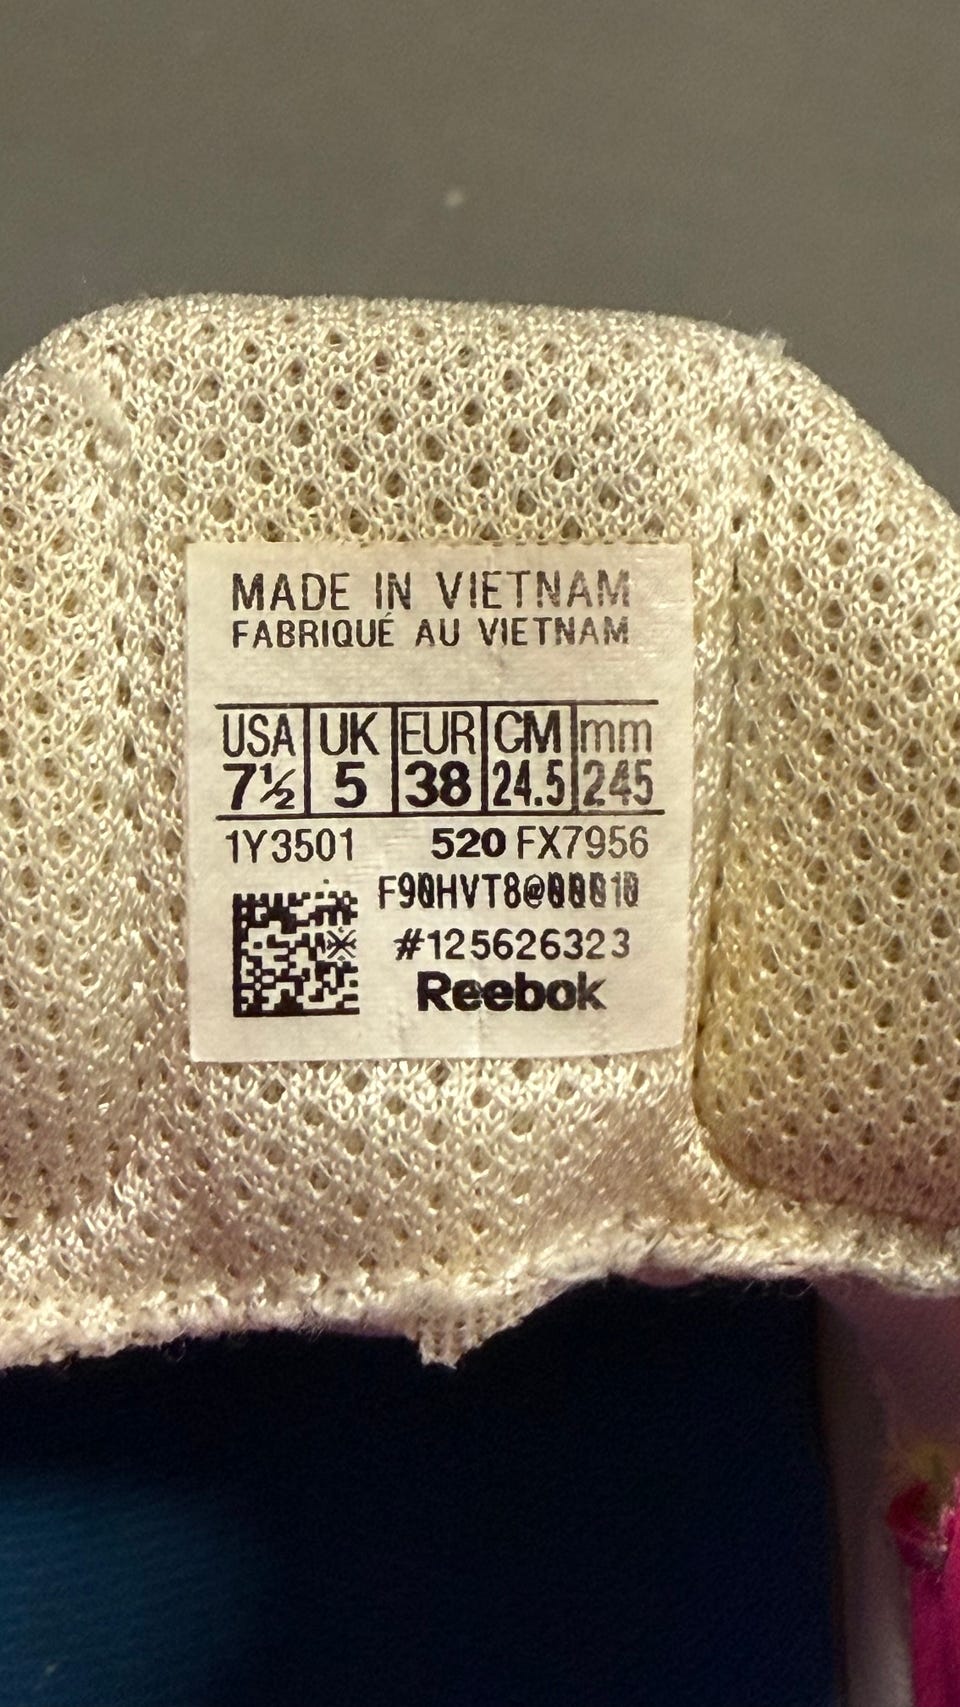 MADE IN VIETNAM
FABRIQUÉ AU VIETNAM
USA UK EUR CM mm
7½ 5 38 24.5 245
1Y3501 520 FX7956
#125626323
Reebok